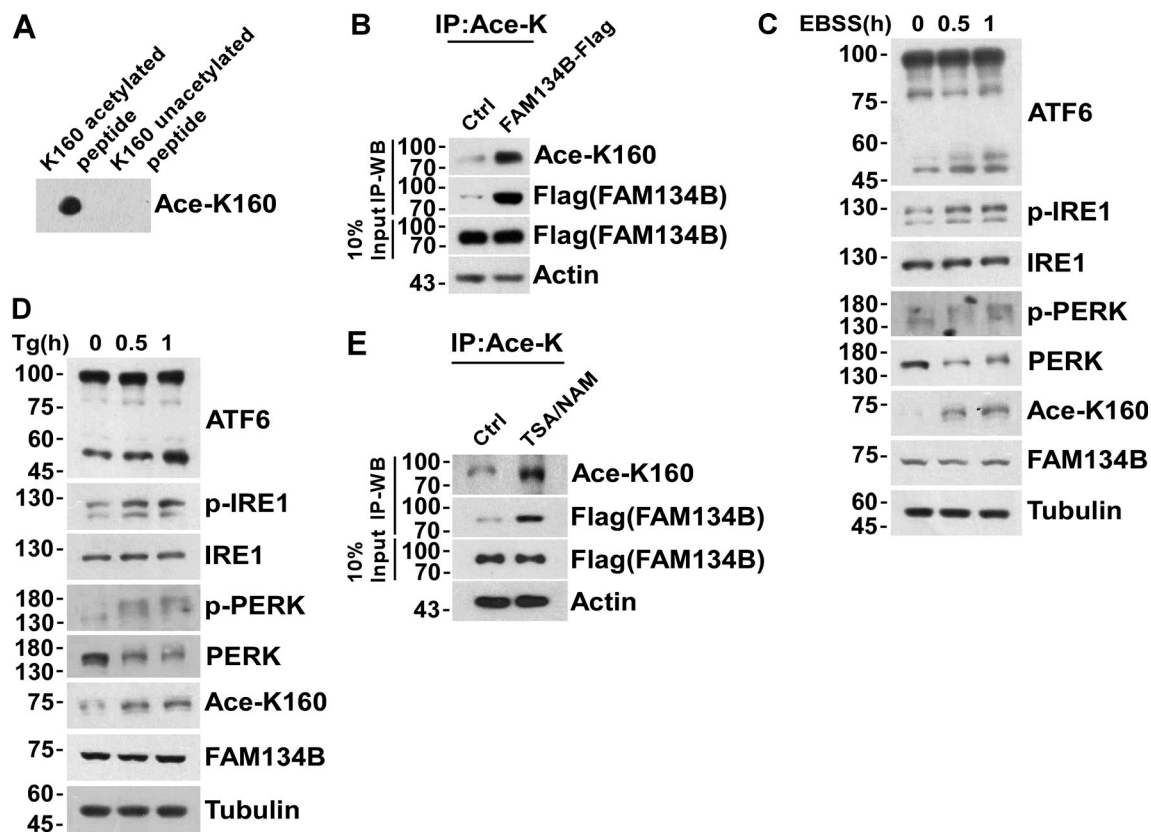 A
K160 acetylated
peptide
K160 unacetylated
peptide
Ace-K160
B
IP:Ace-K
Ctrl
FAM134B-Flag
IP-WB
100-
70-
Ace-K160
100-
70-
Flag(FAM134B)
10%
Input
100-
70-
Flag(FAM134B)
43-
Actin
C
EBSS(h) 0 0.5 1
100-
75-
60-
45-
ATF6
130-
p-IRE1
130-
IRE1
180-
130-
p-PERK
180-
130-
PERK
75-
Ace-K160
75-
FAM134B
60-
45-
Tubulin
D
Tg(h) 0 0.5 1
100-
75-
60-
45-
ATF6
130-
p-IRE1
130-
IRE1
180-
130-
p-PERK
180-
130-
PERK
75-
Ace-K160
75-
FAM134B
60-
45-
Tubulin
E
IP:Ace-K
Ctrl
TSA/NAM
IP-WB
100-
70-
Ace-K160
100-
70-
Flag(FAM134B)
10%
Input
100-
70-
Flag(FAM134B)
43-
Actin